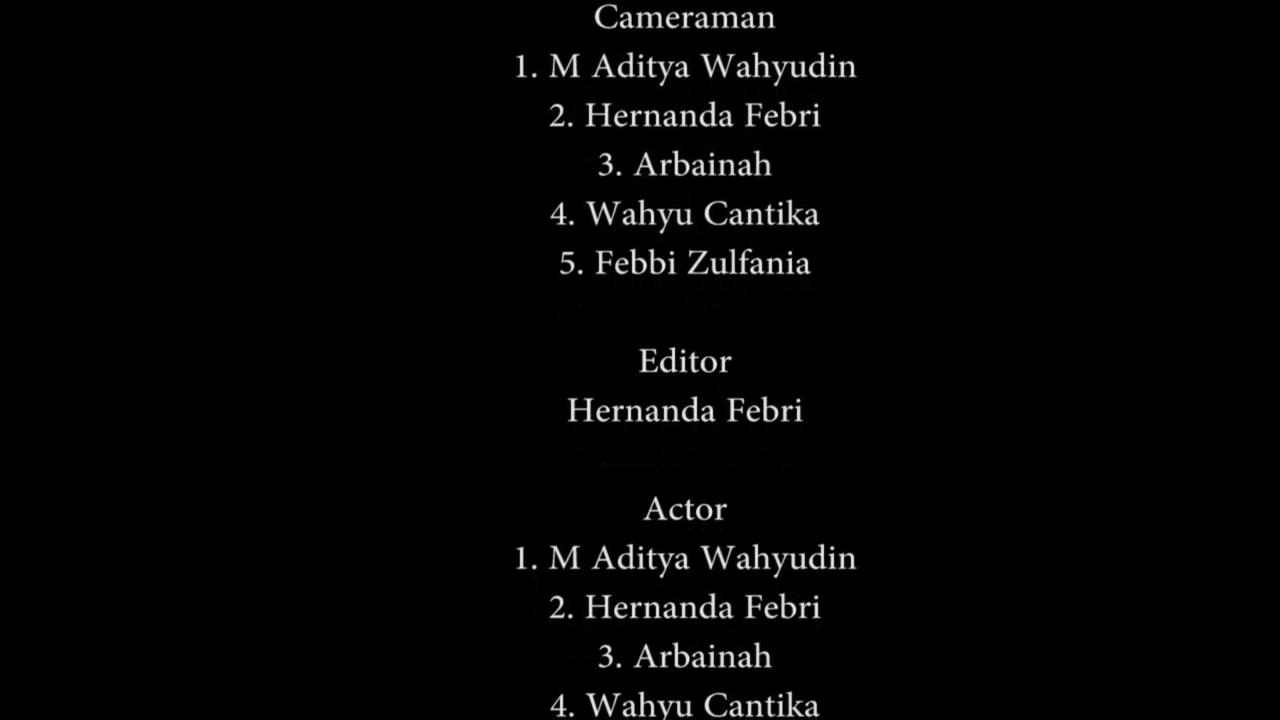 Cameraman
1. M Aditya Wahyudin
2. Hernanda Febri
3. Arbainah
4. Wahyu Cantika
5. Febbi Zulfania
Editor
Hernanda Febri
Actor
1. M Aditya Wahyudin
2. Hernanda Febri
3. Arbainah
4. Wahyu Cantika